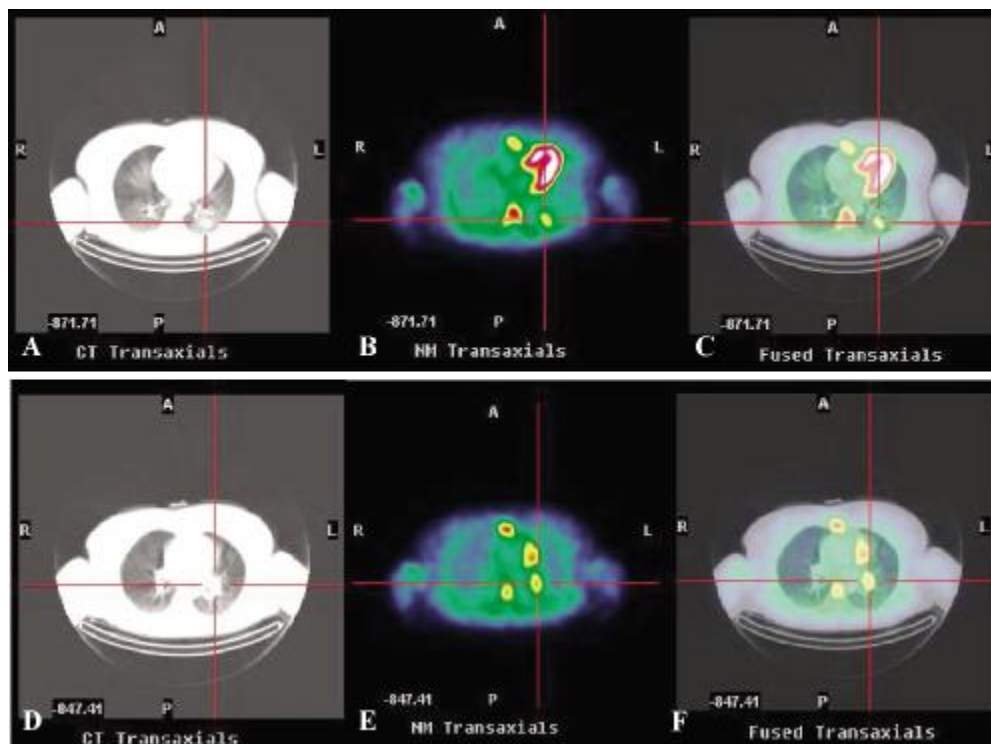 A
R
L
-871.71
P
A
CT Transaxials
A
R
L
-871.71
P
B
NM Transaxials
A
R
L
-871.71
P
C
Fused Transaxials
A
R
L
-847.41
P
D
CT Transaxials
A
R
L
-847.41
P
E
NM Transaxials
A
R
L
-847.41
P
F
Fused Transaxials